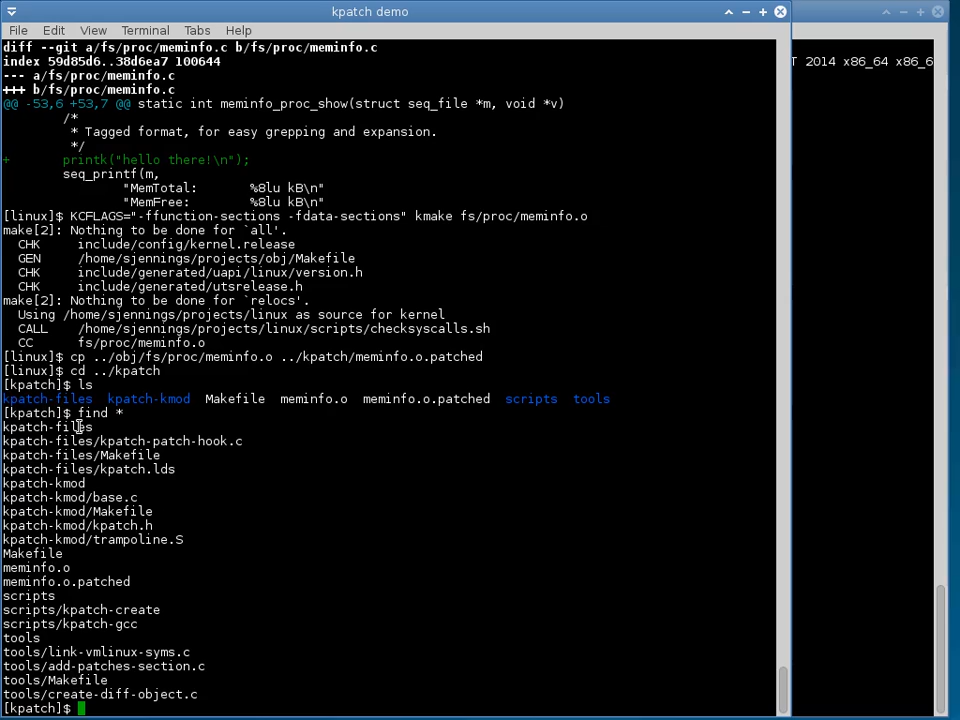 kpatch demo
File Edit View Terminal Tabs Help
diff --git a/fs/proc/meminfo.c b/fs/proc/meminfo.c
index 59d85d6..38d6ea7 100644
--- a/fs/proc/meminfo.c
+++ b/fs/proc/meminfo.c
@@ -53,6 +53,7 @@ static int meminfo_proc_show(struct seq_file *m, void *v)
        /*
         * Tagged format, for easy grepping and expansion.
         */
+       printk("hello there!\n");
        seq_printf(m,
                "MemTotal:       %8lu kB\n"
                "MemFree:        %8lu kB\n"
[linux]$ KCFLAGS="-ffunction-sections -fdata-sections" kmake fs/proc/meminfo.o
make[2]: Nothing to be done for `all'.
  CHK     include/config/kernel.release
  GEN     /home/sjennings/projects/obj/Makefile
  CHK     include/generated/uapi/linux/version.h
  CHK     include/generated/utsrelease.h
make[2]: Nothing to be done for `relocs'.
  Using /home/sjennings/projects/linux as source for kernel
  CALL    /home/sjennings/projects/linux/scripts/checksyscalls.sh
  CC      fs/proc/meminfo.o
[linux]$ cp ../obj/fs/proc/meminfo.o ../kpatch/meminfo.o.patched
[linux]$ cd ../kpatch
[kpatch]$ ls
kpatch-files  kpatch-kmod  Makefile  meminfo.o  meminfo.o.patched  scripts  tools
[kpatch]$ find *
kpatch-files
kpatch-files/kpatch-patch-hook.c
kpatch-files/Makefile
kpatch-files/kpatch.lds
kpatch-kmod
kpatch-kmod/base.c
kpatch-kmod/Makefile
kpatch-kmod/kpatch.h
kpatch-kmod/trampoline.S
Makefile
meminfo.o
meminfo.o.patched
scripts
scripts/kpatch-create
scripts/kpatch-gcc
tools
tools/link-vmlinux-syms.c
tools/add-patches-section.c
tools/Makefile
tools/create-diff-object.c
[kpatch]$
T 2014 x86_64 x86_6